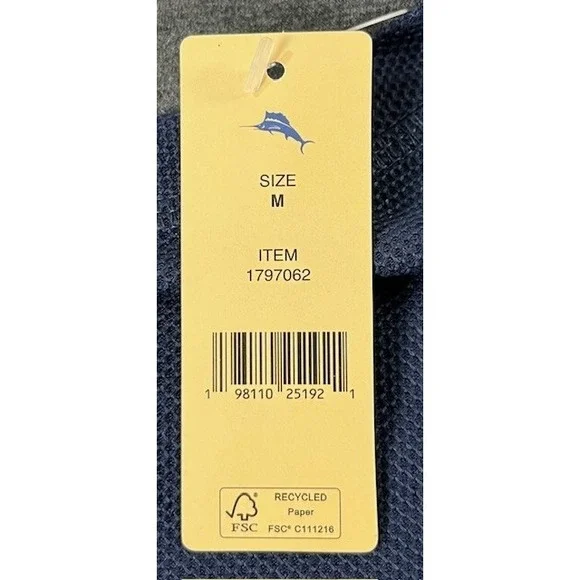 SIZE
M
ITEM
1797062
1 98110 25192 1
RECYCLED
Paper
FSC® C111216
FSC